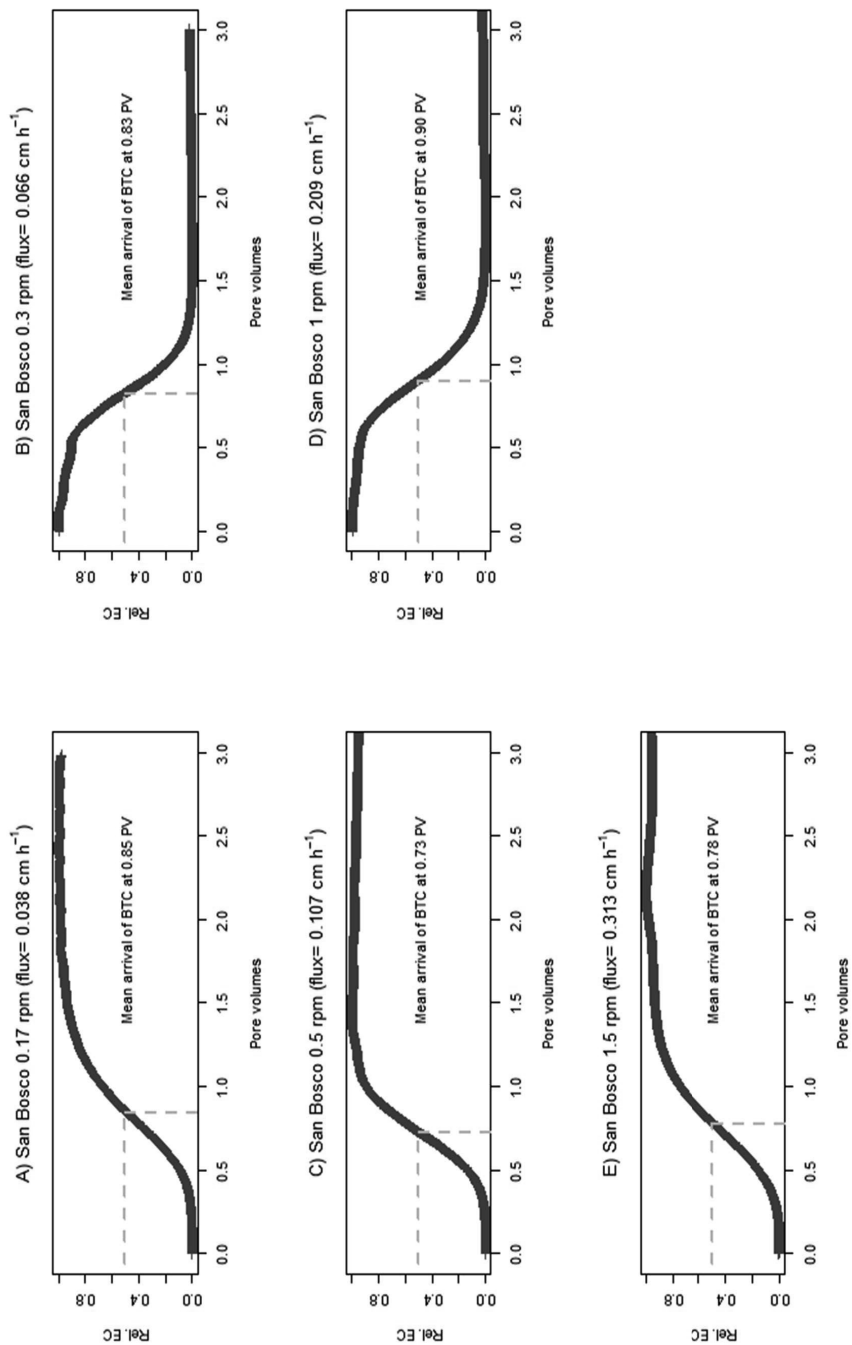 A) San Bosco 0.17 rpm (flux= 0.038 cm h⁻¹)
Rel. EC
0.0 0.4 0.8
Mean arrival of BTC at 0.85 PV
0.0 0.5 1.0 1.5 2.0 2.5 3.0
Pore volumes
B) San Bosco 0.3 rpm (flux= 0.066 cm h⁻¹)
Rel. EC
0.0 0.4 0.8
Mean arrival of BTC at 0.83 PV
0.0 0.5 1.0 1.5 2.0 2.5 3.0
Pore volumes
C) San Bosco 0.5 rpm (flux= 0.107 cm h⁻¹)
Rel. EC
0.0 0.4 0.8
Mean arrival of BTC at 0.73 PV
0.0 0.5 1.0 1.5 2.0 2.5 3.0
Pore volumes
D) San Bosco 1 rpm (flux= 0.209 cm h⁻¹)
Rel. EC
0.0 0.4 0.8
Mean arrival of BTC at 0.90 PV
0.0 0.5 1.0 1.5 2.0 2.5 3.0
Pore volumes
E) San Bosco 1.5 rpm (flux= 0.313 cm h⁻¹)
Rel. EC
0.0 0.4 0.8
Mean arrival of BTC at 0.78 PV
0.0 0.5 1.0 1.5 2.0 2.5 3.0
Pore volumes